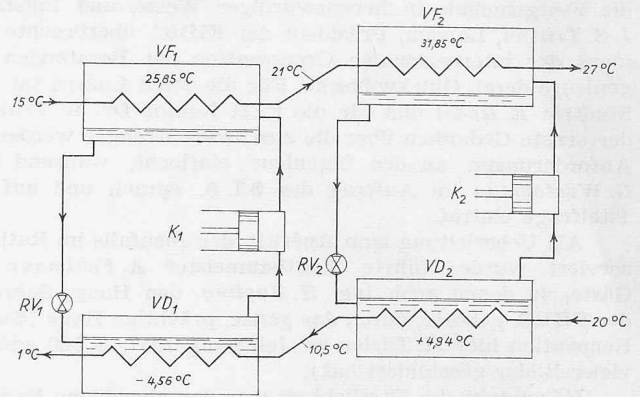 VF₁
25,85 °C
15 °C
21 °C
VF₂
31,85 °C
27 °C
K₁
K₂
RV₁
VD₁
RV₂
VD₂
1 °C
- 4,56 °C
10,5 °C
+ 4,94 °C
20 °C